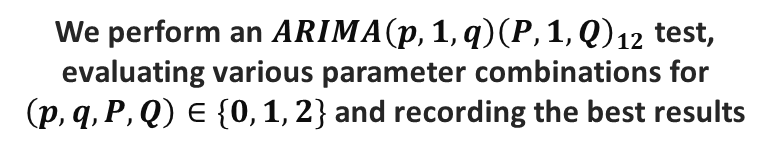 We perform an ARIMA(p, 1, q)(P, 1, Q)₁₂ test,
evaluating various parameter combinations for
(p, q, P, Q) ∈ {0, 1, 2} and recording the best results